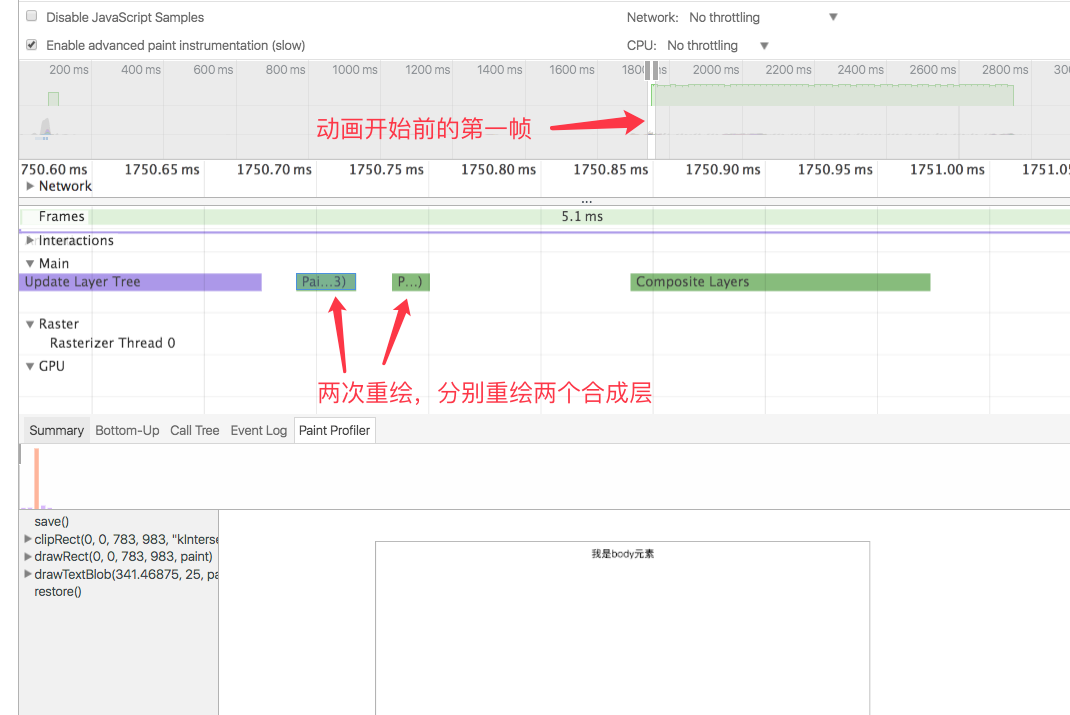 Disable JavaScript Samples
Network: No throttling
Enable advanced paint instrumentation (slow)
CPU: No throttling
200 ms 400 ms 600 ms 800 ms 1000 ms 1200 ms 1400 ms 1600 ms 1800 ms 2000 ms 2200 ms 2400 ms 2600 ms 2800 ms 300
动画开始前的第一帧
750.60 ms 1750.65 ms 1750.70 ms 1750.75 ms 1750.80 ms 1750.85 ms 1750.90 ms 1750.95 ms 1751.00 ms 1751.05
Network
...
Frames 5.1 ms
Interactions
Main
Update Layer Tree Pai...3) P...) Composite Layers
Raster
Rasterizer Thread 0
GPU
两次重绘，分别重绘两个合成层
Summary Bottom-Up Call Tree Event Log Paint Profiler
save()
clipRect(0, 0, 783, 983, "kInterse
drawRect(0, 0, 783, 983, paint)
drawTextBlob(341.46875, 25, pa
restore()
我是body元素